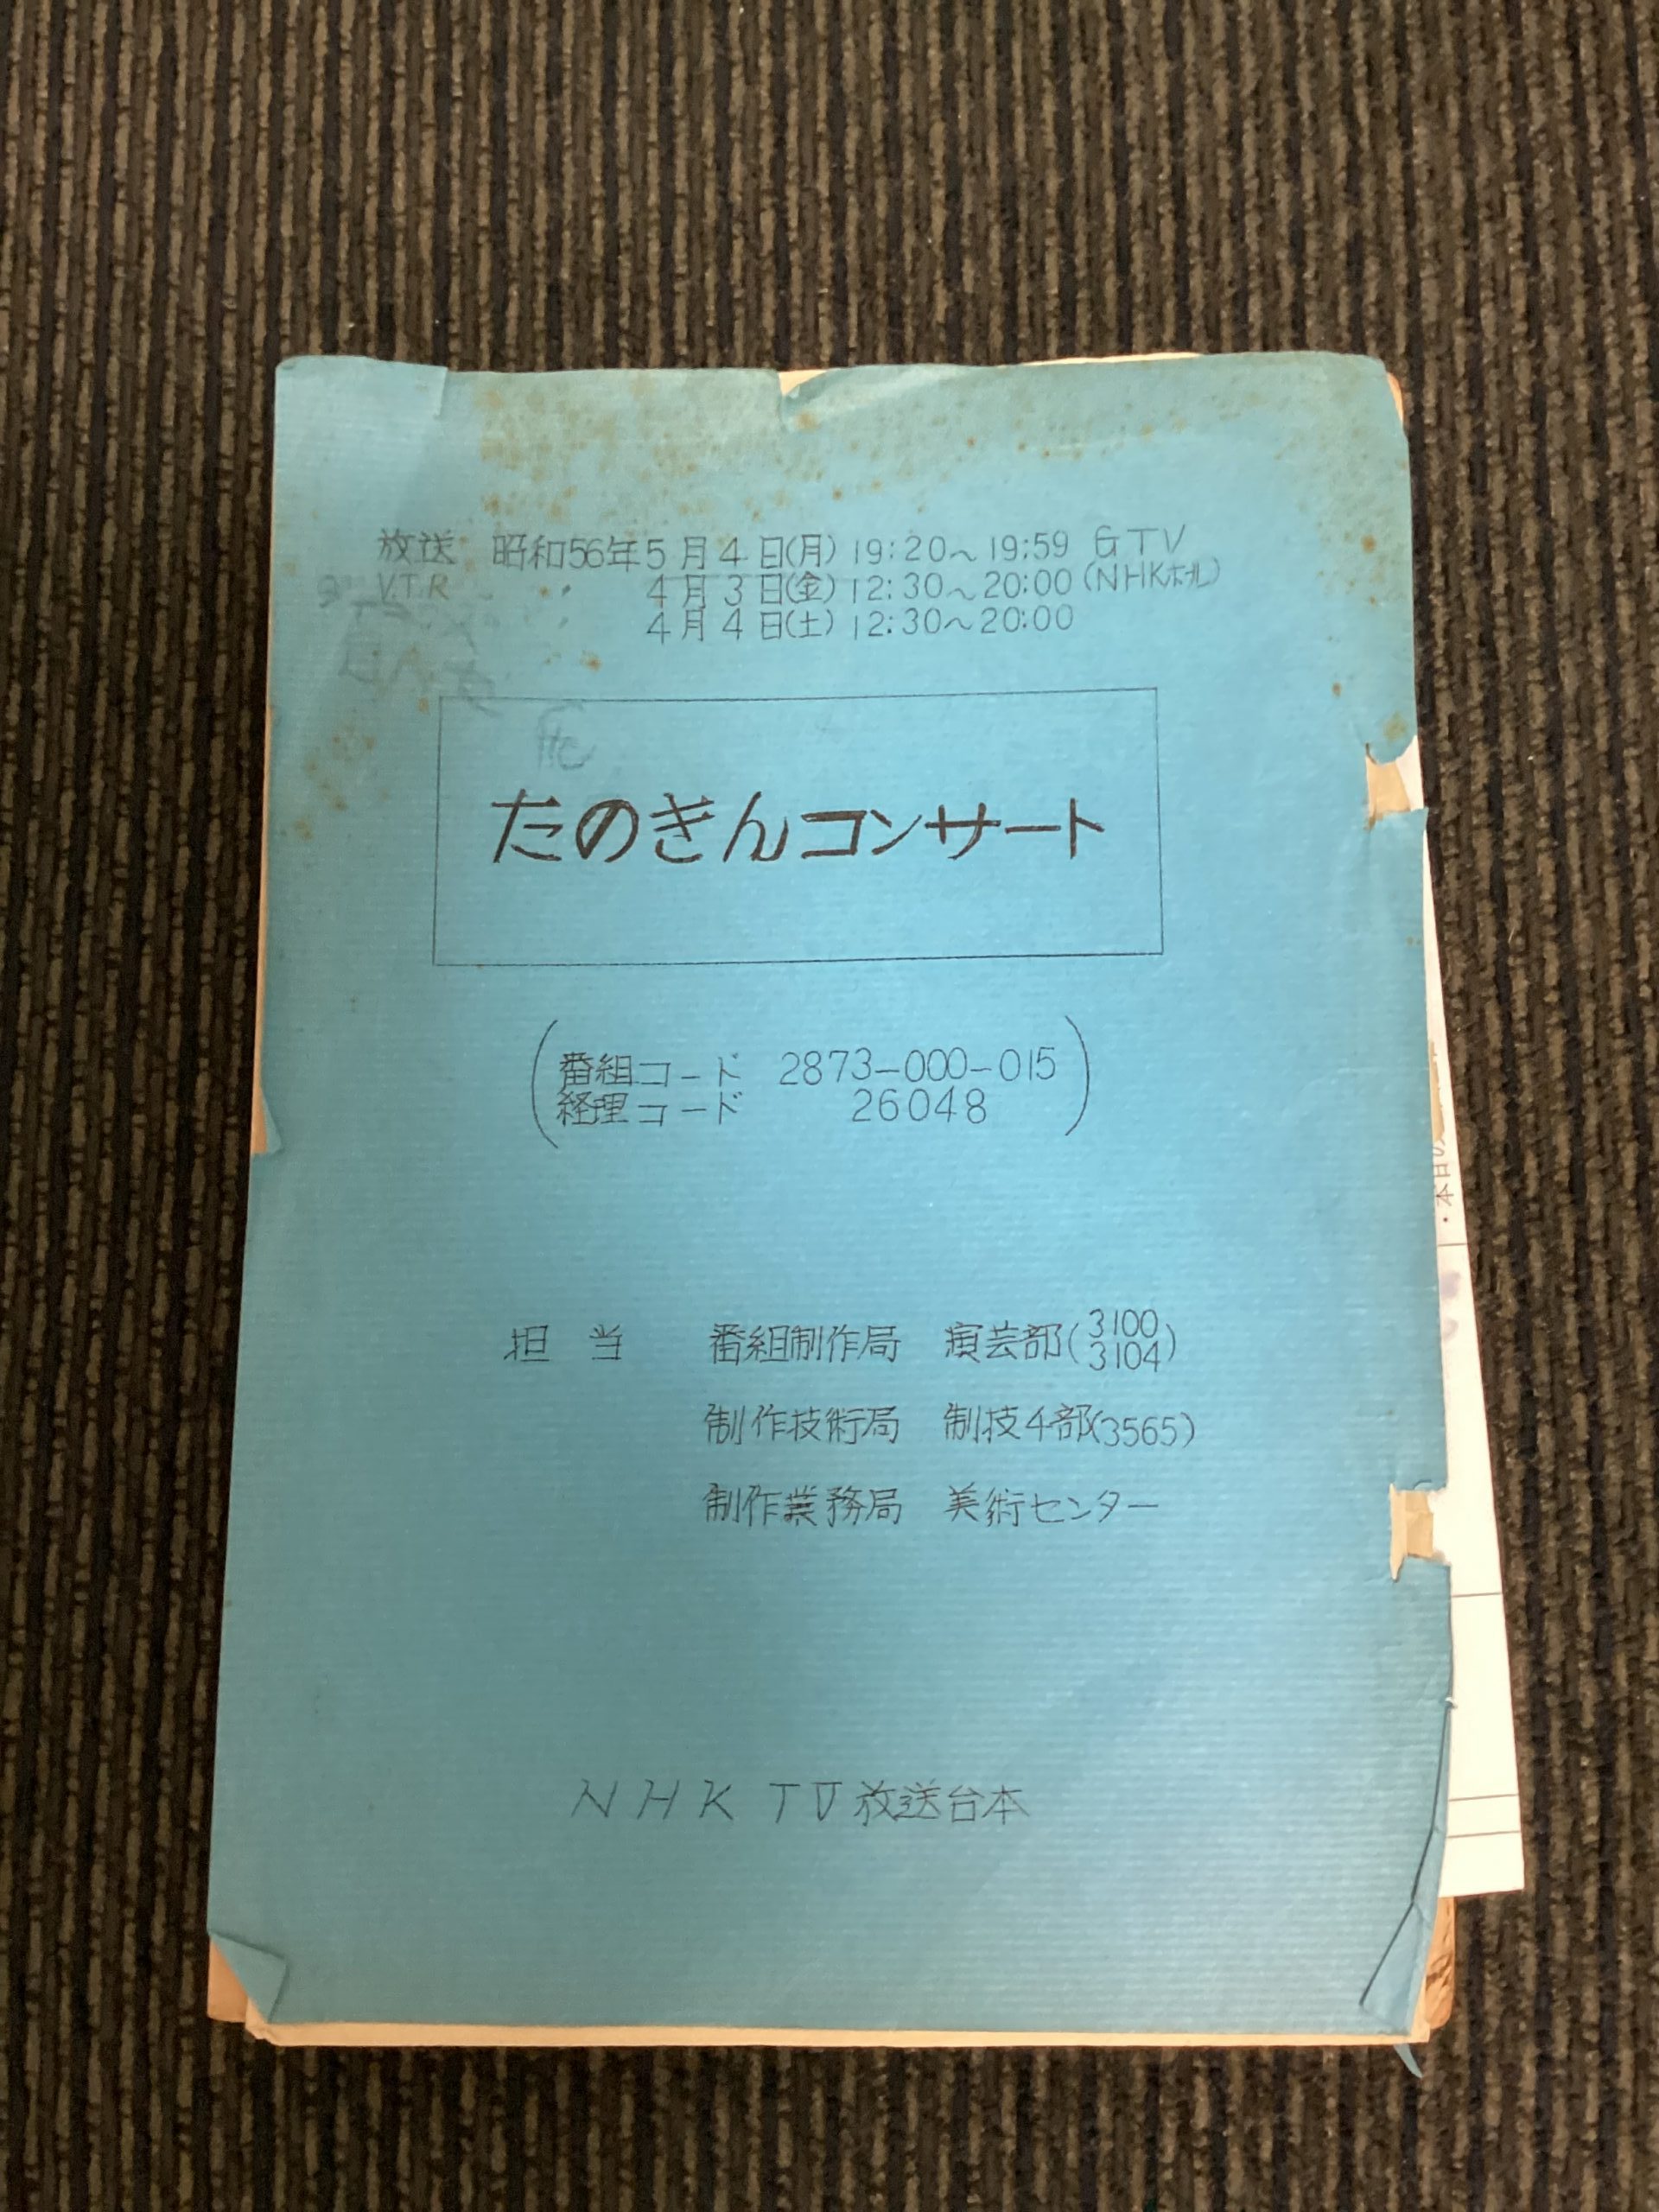 放送 昭和56年5月4日(月)19:20～19:59 GTV
V.T.R 〃 4月3日(金)12:30～20:00(NHKホール)
〃 4月4日(土)12:30～20:00
たのきんコンサート
番組コード 2873-000-015
経理コード 26048
担当 番組制作局 演芸部(3100 3104)
制作技術局 制技4部(3565)
制作業務局 美術センター
NHK TV放送台本
・本日の